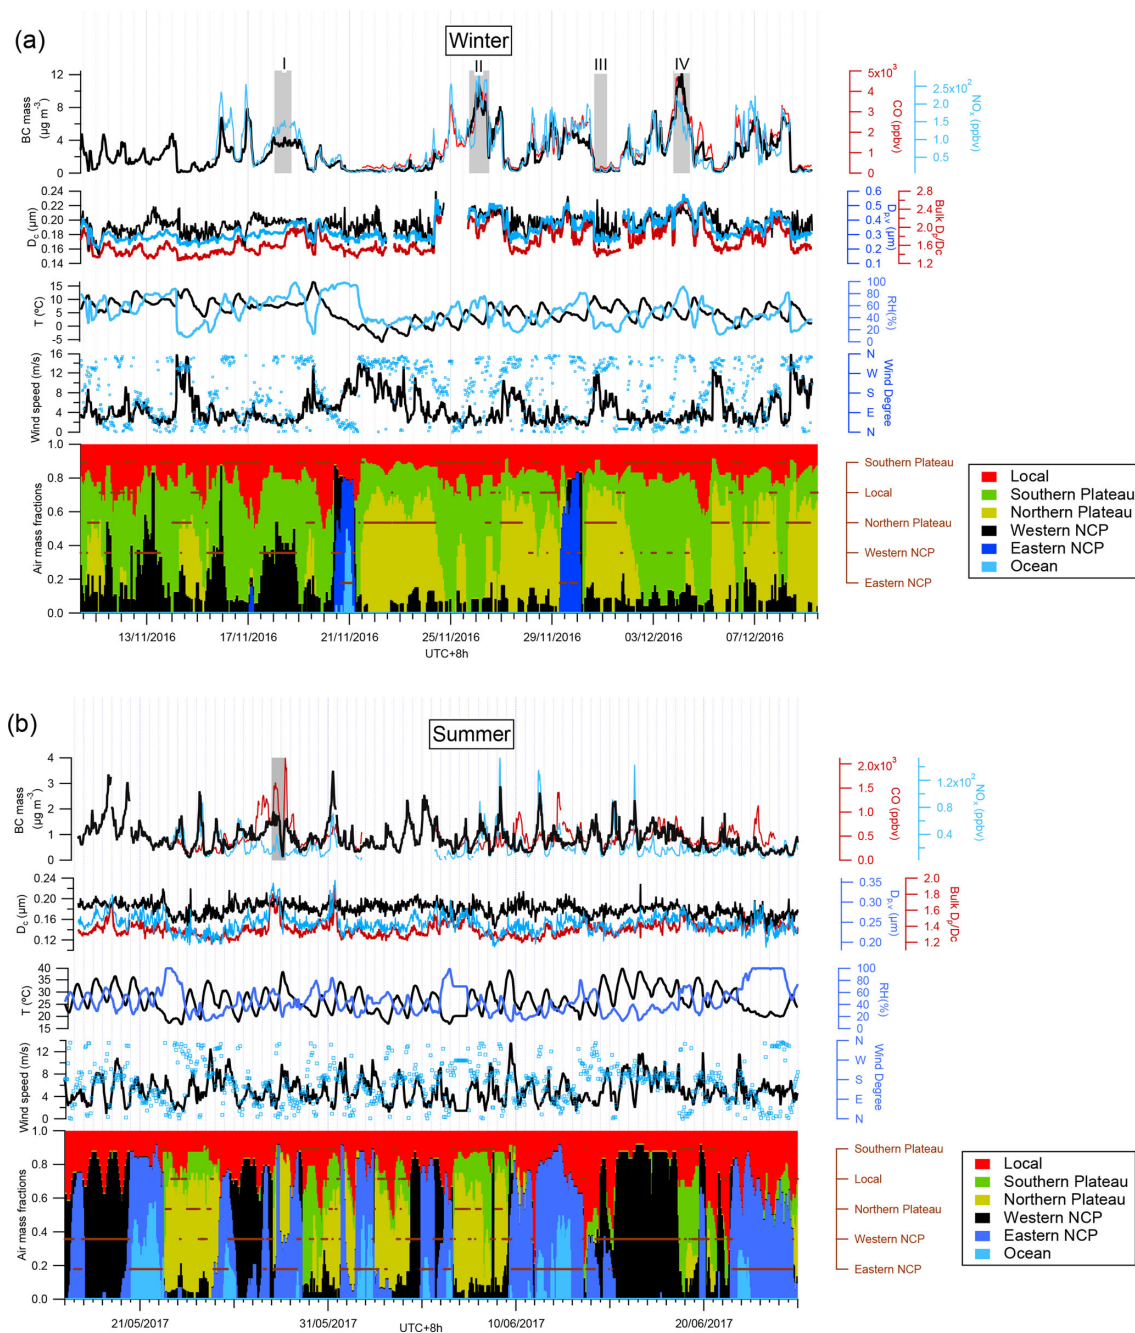 (a)
Winter
I
II
III
IV
BC mass
(µg m⁻³)
12
8
4
0
5x10³
4
3
2
1
0
CO (ppbv)
2.5x10²
2.0
1.5
1.0
0.5
NOₓ (ppbv)
D꜀ (µm)
0.24
0.22
0.20
0.18
0.16
0.14
0.6
0.5
0.4
0.3
0.2
0.1
Dₚ,ᵥ (µm)
2.8
2.4
2.0
1.6
1.2
Bulk Dₚ/Dc
T (ºC)
15
10
5
0
-5
100
80
60
40
20
0
RH(%)
Wind speed (m/s)
16
12
8
4
0
N
W
S
E
N
Wind Degree
Air mass fractions
1.0
0.8
0.6
0.4
0.2
0.0
Southern Plateau
Local
Northern Plateau
Western NCP
Eastern NCP
Local
Southern Plateau
Northern Plateau
Western NCP
Eastern NCP
Ocean
13/11/2016
17/11/2016
21/11/2016
25/11/2016
29/11/2016
03/12/2016
07/12/2016
UTC+8h
(b)
Summer
BC mass
(µg m⁻³)
4
3
2
1
0
2.0x10³
1.5
1.0
0.5
0.0
CO (ppbv)
1.2x10²
0.8
0.4
NOₓ (ppbv)
D꜀ (µm)
0.24
0.20
0.16
0.12
0.35
0.30
0.25
0.20
Dₚ,ᵥ (µm)
2.0
1.8
1.6
1.4
1.2
Bulk Dₚ/Dc
T (ºC)
40
35
30
25
20
15
100
80
60
40
20
0
RH(%)
Wind speed (m/s)
12
8
4
0
N
W
S
E
N
Wind Degree
Air mass fractions
1.0
0.8
0.6
0.4
0.2
0.0
Southern Plateau
Local
Northern Plateau
Western NCP
Eastern NCP
Local
Southern Plateau
Northern Plateau
Western NCP
Eastern NCP
Ocean
21/05/2017
31/05/2017
10/06/2017
20/06/2017
UTC+8h